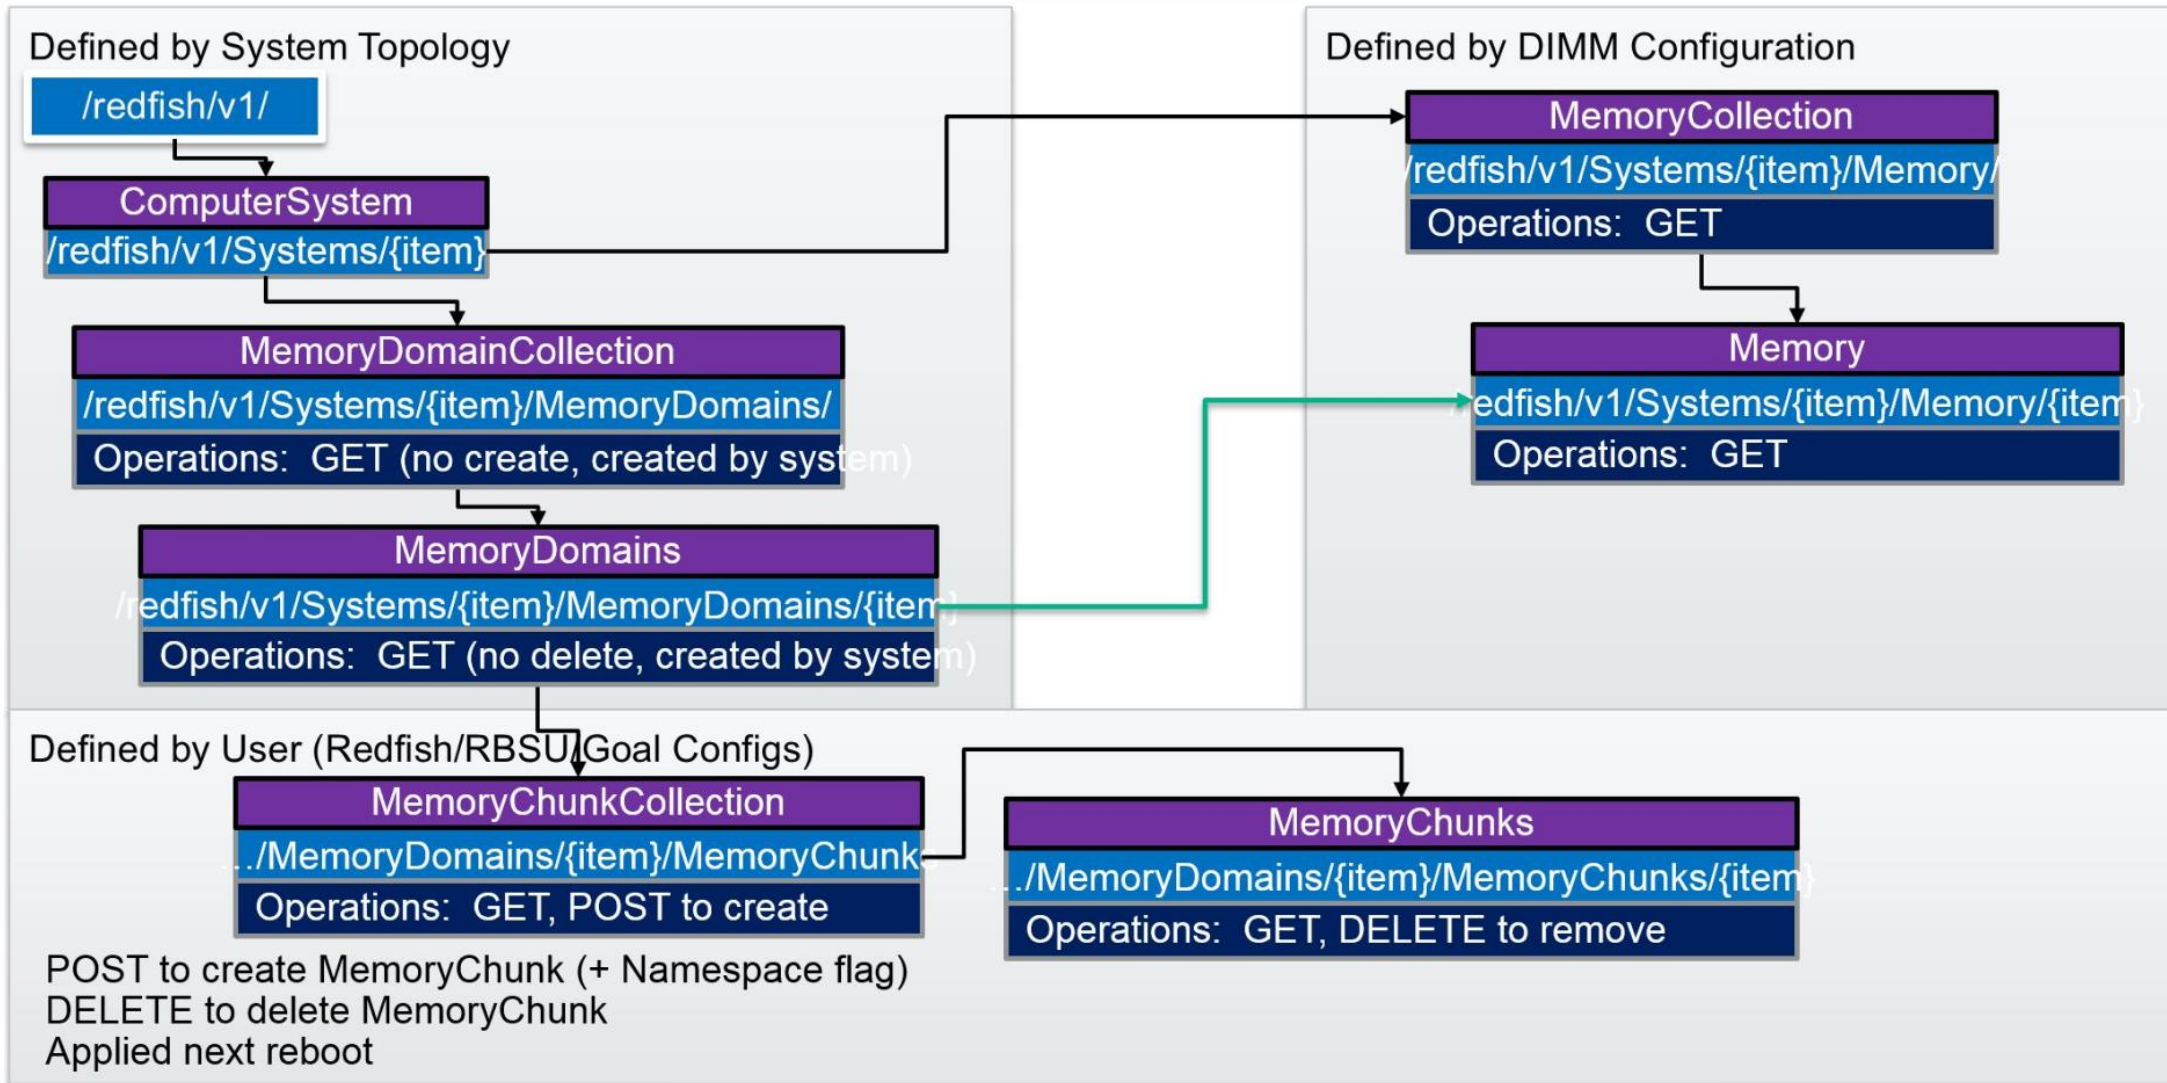 Defined by System Topology
/redfish/v1/
ComputerSystem
/redfish/v1/Systems/{item}
MemoryDomainCollection
/redfish/v1/Systems/{item}/MemoryDomains/
Operations: GET (no create, created by system)
MemoryDomains
/redfish/v1/Systems/{item}/MemoryDomains/{item}
Operations: GET (no delete, created by system)
Defined by DIMM Configuration
MemoryCollection
/redfish/v1/Systems/{item}/Memory/
Operations: GET
Memory
/redfish/v1/Systems/{item}/Memory/{item}
Operations: GET
Defined by User (Redfish/RBSU/Goal Configs)
MemoryChunkCollection
…/MemoryDomains/{item}/MemoryChunks
Operations: GET, POST to create
MemoryChunks
…/MemoryDomains/{item}/MemoryChunks/{item}
Operations: GET, DELETE to remove
POST to create MemoryChunk (+ Namespace flag)
DELETE to delete MemoryChunk
Applied next reboot